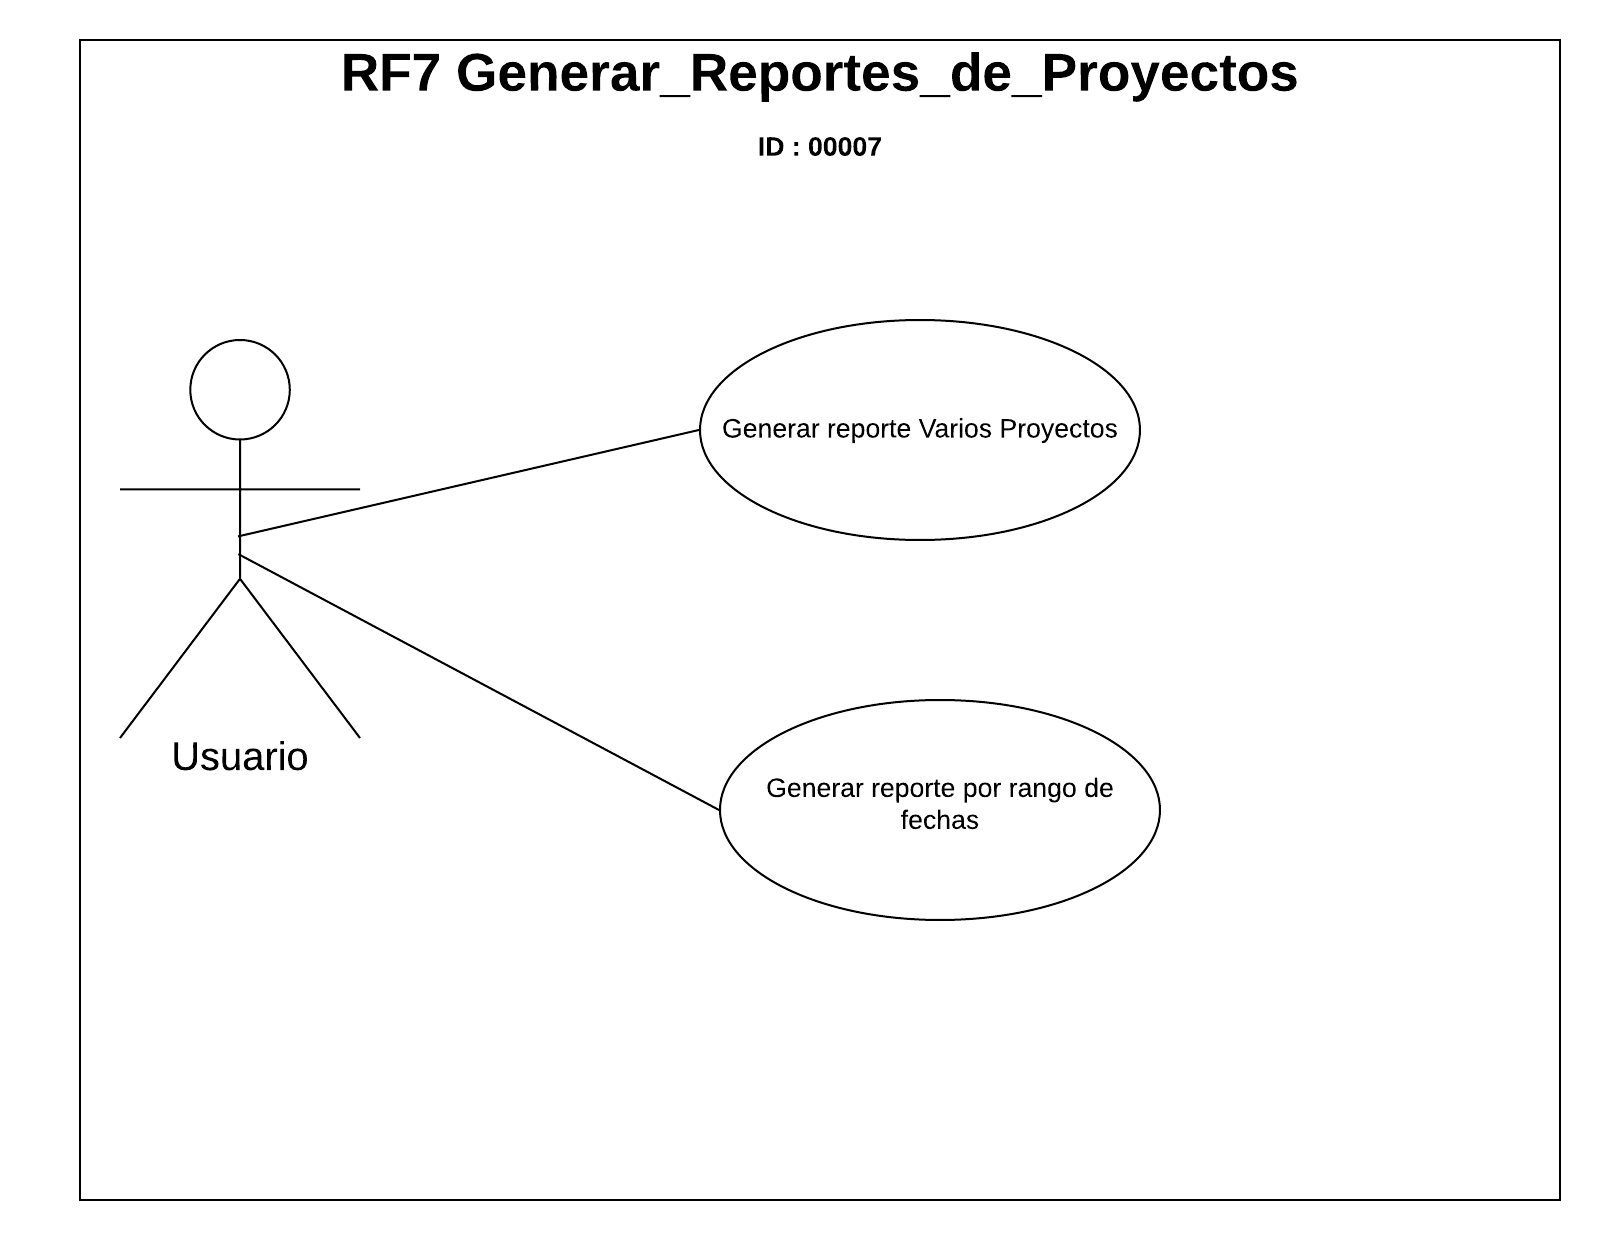 RF7 Generar_Reportes_de_Proyectos
ID : 00007
Generar reporte Varios Proyectos
Usuario
Generar reporte por rango de
fechas